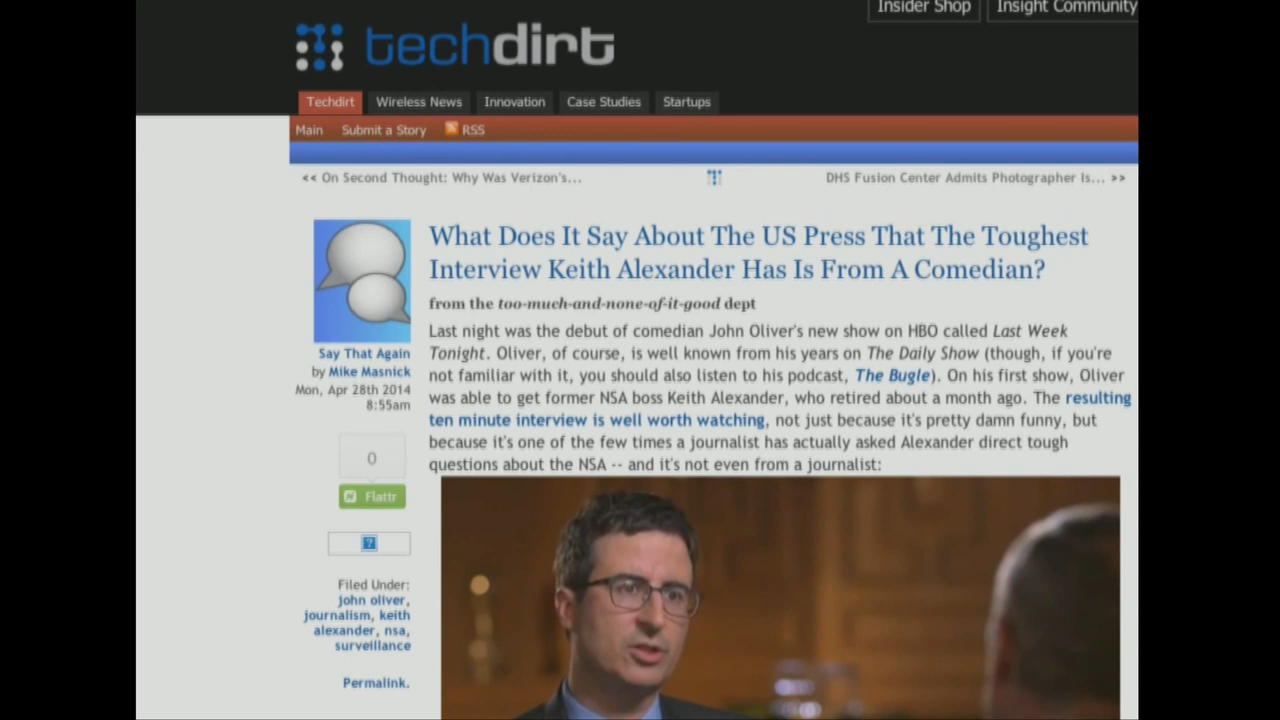 Insider Shop
Insight Community
techdirt
Techdirt
Wireless News
Innovation
Case Studies
Startups
Main
Submit a Story
RSS
<< On Second Thought: Why Was Verizon's...
DHS Fusion Center Admits Photographer Is... >>
What Does It Say About The US Press That The Toughest
Interview Keith Alexander Has Is From A Comedian?
from the too-much-and-none-of-it-good dept
Say That Again
by Mike Masnick
Mon, Apr 28th 2014
8:55am
Last night was the debut of comedian John Oliver's new show on HBO called Last Week
Tonight. Oliver, of course, is well known from his years on The Daily Show (though, if you're
not familiar with it, you should also listen to his podcast, The Bugle). On his first show, Oliver
was able to get former NSA boss Keith Alexander, who retired about a month ago. The resulting
ten minute interview is well worth watching, not just because it's pretty damn funny, but
because it's one of the few times a journalist has actually asked Alexander direct tough
questions about the NSA -- and it's not even from a journalist:
0
Flattr
?
Filed Under:
john oliver,
journalism, keith
alexander, nsa,
surveillance
Permalink.